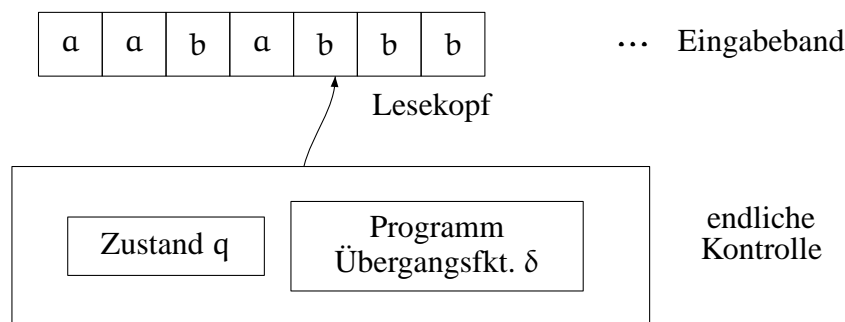 a a b a b b b ... Eingabeband
Lesekopf
Zustand q
Programm
Übergangsfkt. δ
endliche
Kontrolle